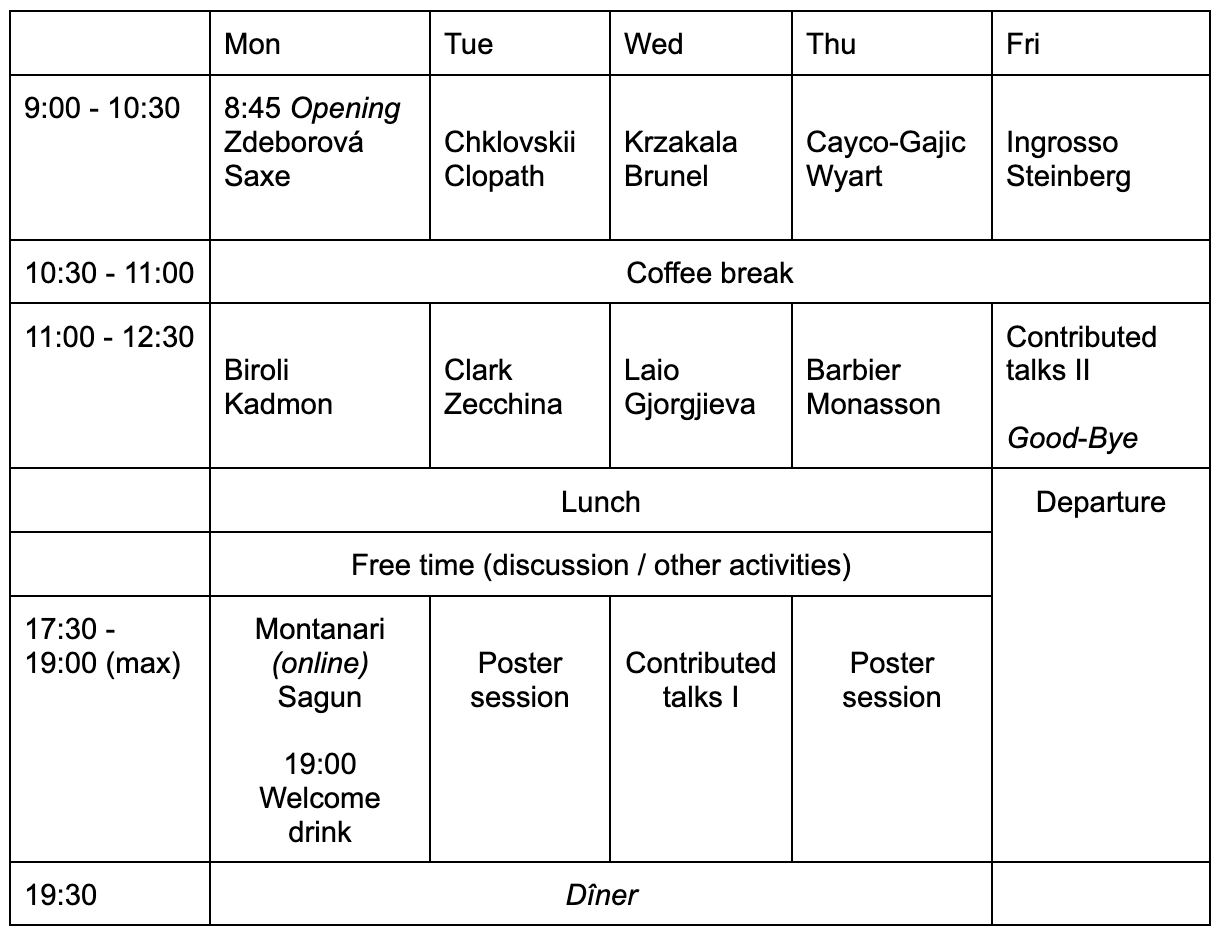 Mon Tue Wed Thu Fri
9:00 - 10:30
8:45 Opening
Zdeborová
Saxe
Chklovskii
Clopath
Krzakala
Brunel
Cayco-Gajic
Wyart
Ingrosso
Steinberg
10:30 - 11:00
Coffee break
11:00 - 12:30
Biroli
Kadmon
Clark
Zecchina
Laio
Gjorgjieva
Barbier
Monasson
Contributed
talks II
Good-Bye
Lunch
Departure
Free time (discussion / other activities)
17:30 -
19:00 (max)
Montanari
(online)
Sagun
19:00
Welcome
drink
Poster
session
Contributed
talks I
Poster
session
19:30
Dîner